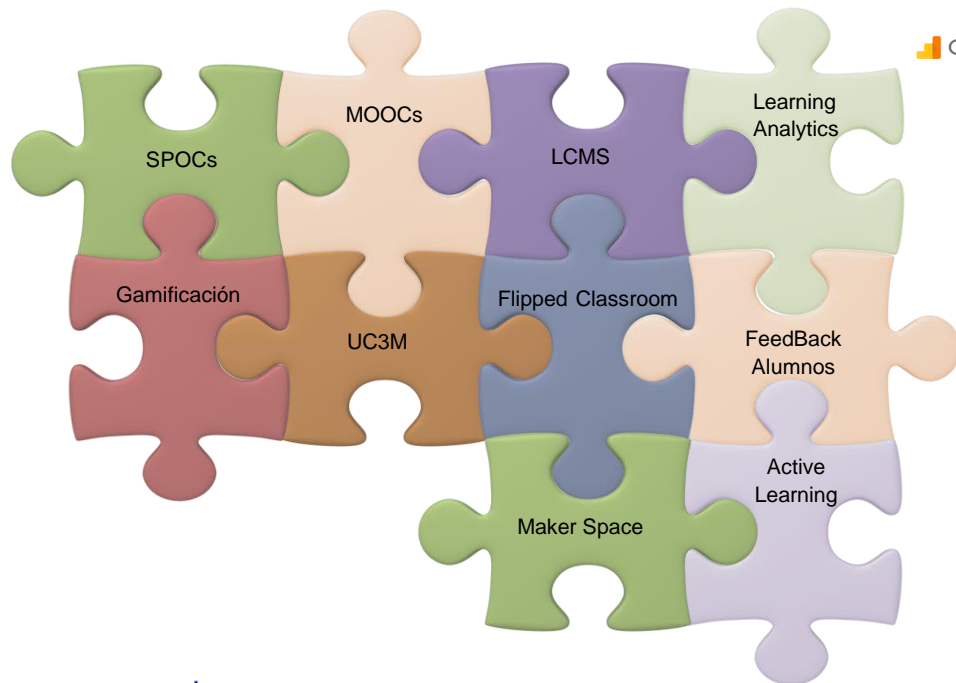 MOOCs
Learning
Analytics
SPOCs
LCMS
Gamificación
Flipped Classroom
UC3M
FeedBack
Alumnos
Active
Learning
Maker Space